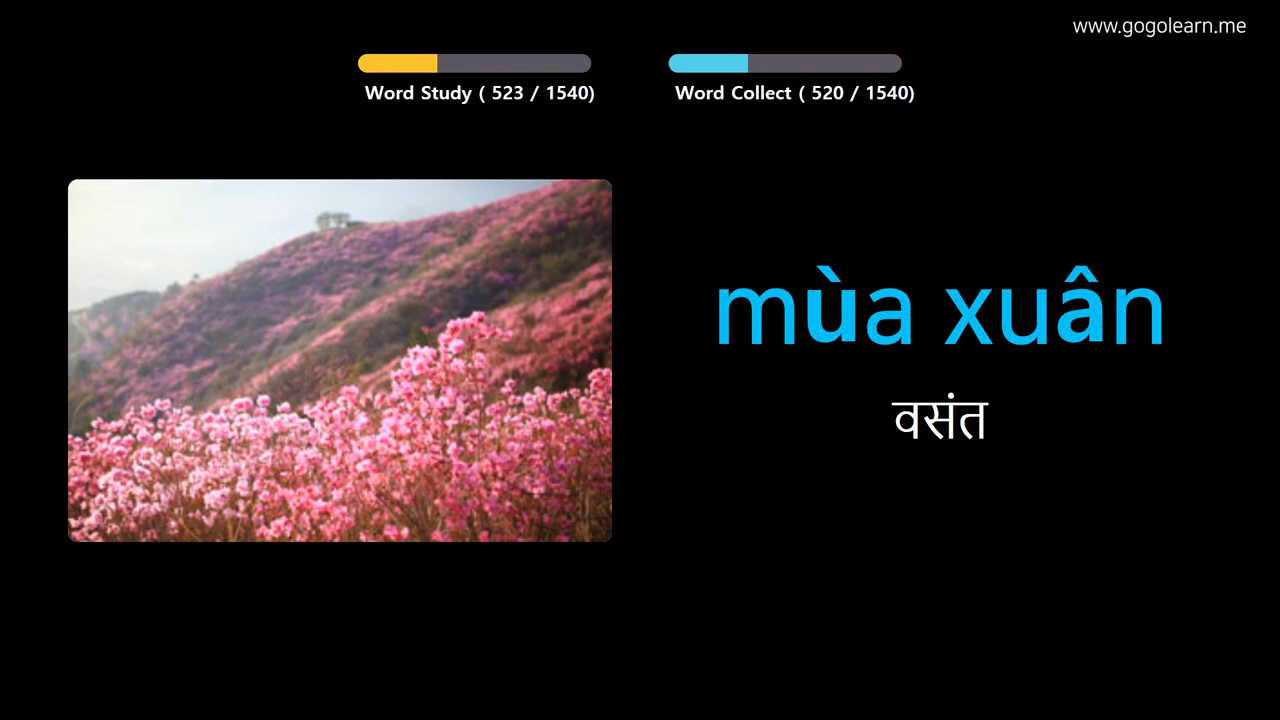 www.gogolearn.me
Word Study ( 523 / 1540)
Word Collect ( 520 / 1540)
mùa xuân
वसंत